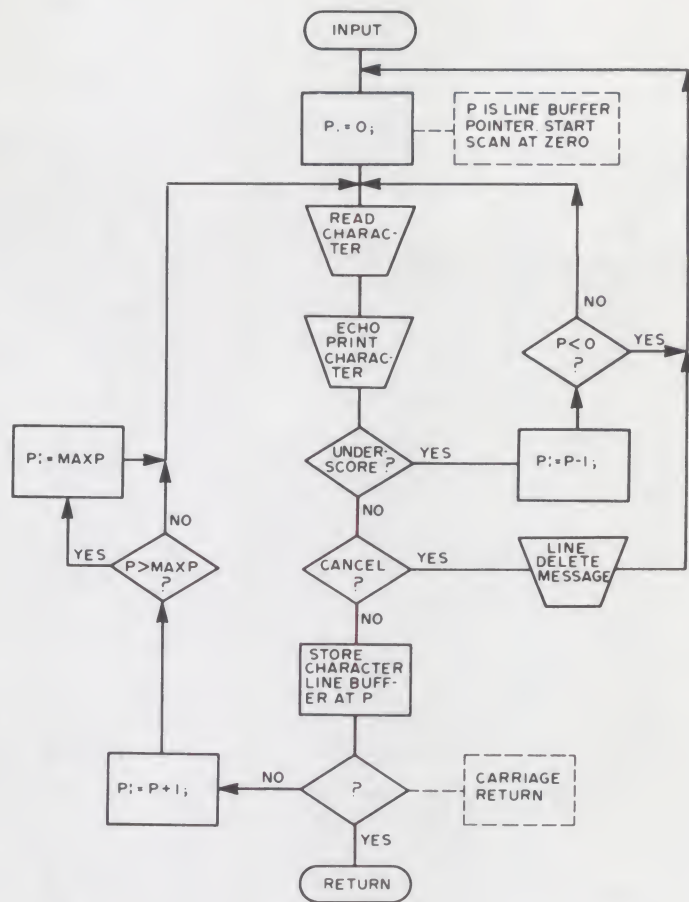 INPUT
P.=0;
P IS LINE BUFFER
POINTER. START
SCAN AT ZERO
READ
CHARAC-
TER
ECHO
PRINT
CHARAC-
TER
NO
P<0
?
YES
UNDER-
SCORE ?
YES
P:=P-1;
P:=MAXP
NO
NO
YES
P>MAXP
?
CANCEL
?
YES
LINE
DELETE
MESSAGE
NO
STORE
CHARACTER
LINE BUFF-
ER AT P
P:=P+1;
NO
?
CARRIAGE
RETURN
YES
RETURN